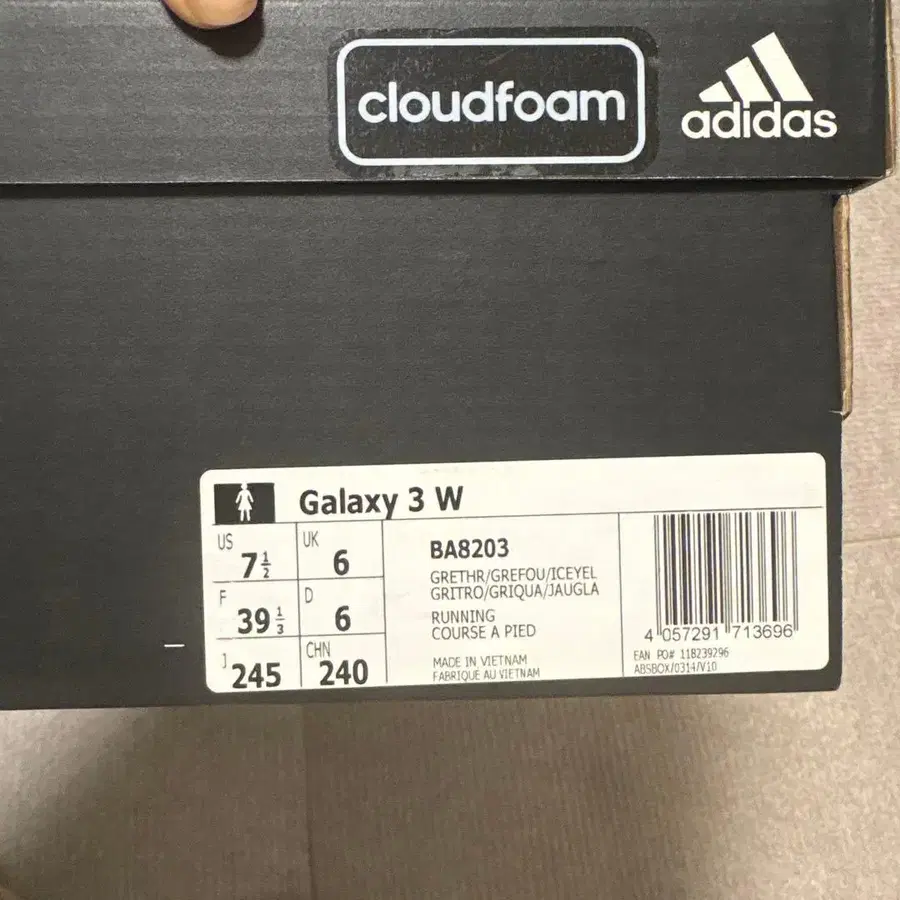 cloudfoam
adidas
Galaxy 3 W
US
7½
UK
6
F
39⅓
D
6
J
245
CHN
240
BA8203
GRETHR/GREFOU/ICEYEL
GRITRO/GRIQUA/JAUGLA
RUNNING
COURSE A PIED
MADE IN VIETNAM
FABRIQUÉ AU VIETNAM
4 057291 713696
EAN PO# 118239296
ABSBOX/0314/V10